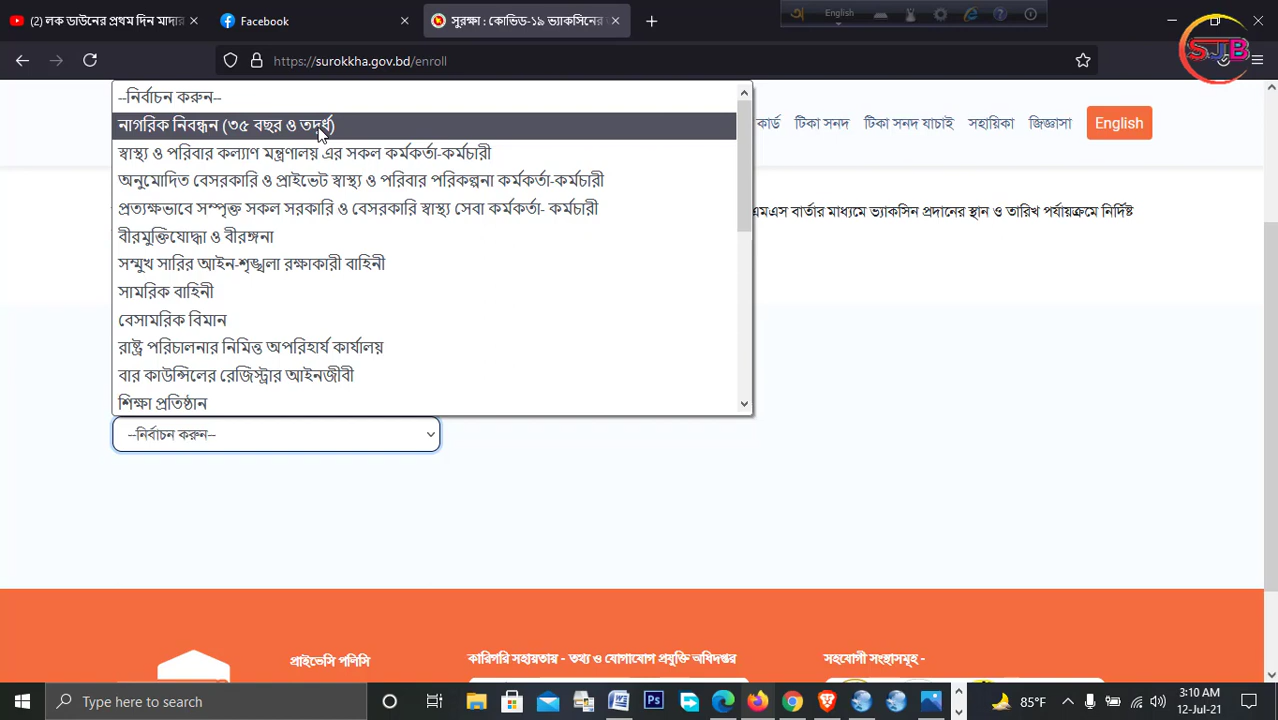 (2) লক ডাউনের প্রথম দিন মাদার
Facebook
সুরক্ষা : কোভিড-১৯ ভ্যাকসিনের
English
https://surokkha.gov.bd/enroll
SJB
--নির্বাচন করুন--
নাগরিক নিবন্ধন (৩৫ বছর ও তদূর্ধ্ব)
স্বাস্থ্য ও পরিবার কল্যাণ মন্ত্রণালয় এর সকল কর্মকর্তা-কর্মচারী
অনুমোদিত বেসরকারি ও প্রাইভেট স্বাস্থ্য ও পরিবার পরিকল্পনা কর্মকর্তা-কর্মচারী
প্রত্যক্ষভাবে সম্পৃক্ত সকল সরকারি ও বেসরকারি স্বাস্থ্য সেবা কর্মকর্তা- কর্মচারী
বীরমুক্তিযোদ্ধা ও বীরঙ্গনা
সম্মুখ সারির আইন-শৃঙ্খলা রক্ষাকারী বাহিনী
সামরিক বাহিনী
বেসামরিক বিমান
রাষ্ট্র পরিচালনার নিমিত্ত অপরিহার্য কার্যালয়
বার কাউন্সিলের রেজিস্ট্রার আইনজীবী
শিক্ষা প্রতিষ্ঠান
কার্ড টিকা সনদ টিকা সনদ যাচাই সহায়িকা জিজ্ঞাসা English
এমএস বার্তার মাধ্যমে ভ্যাকসিন প্রদানের স্থান ও তারিখ পর্যায়ক্রমে নির্দিষ্ট
--নির্বাচন করুন--
প্রাইভেসি পলিসি
কারিগরি সহায়তায় - তথ্য ও যোগাযোগ প্রযুক্তি অধিদপ্তর
সহযোগী সংস্থাসমূহ -
Type here to search
85°F
3:10 AM
12-Jul-21